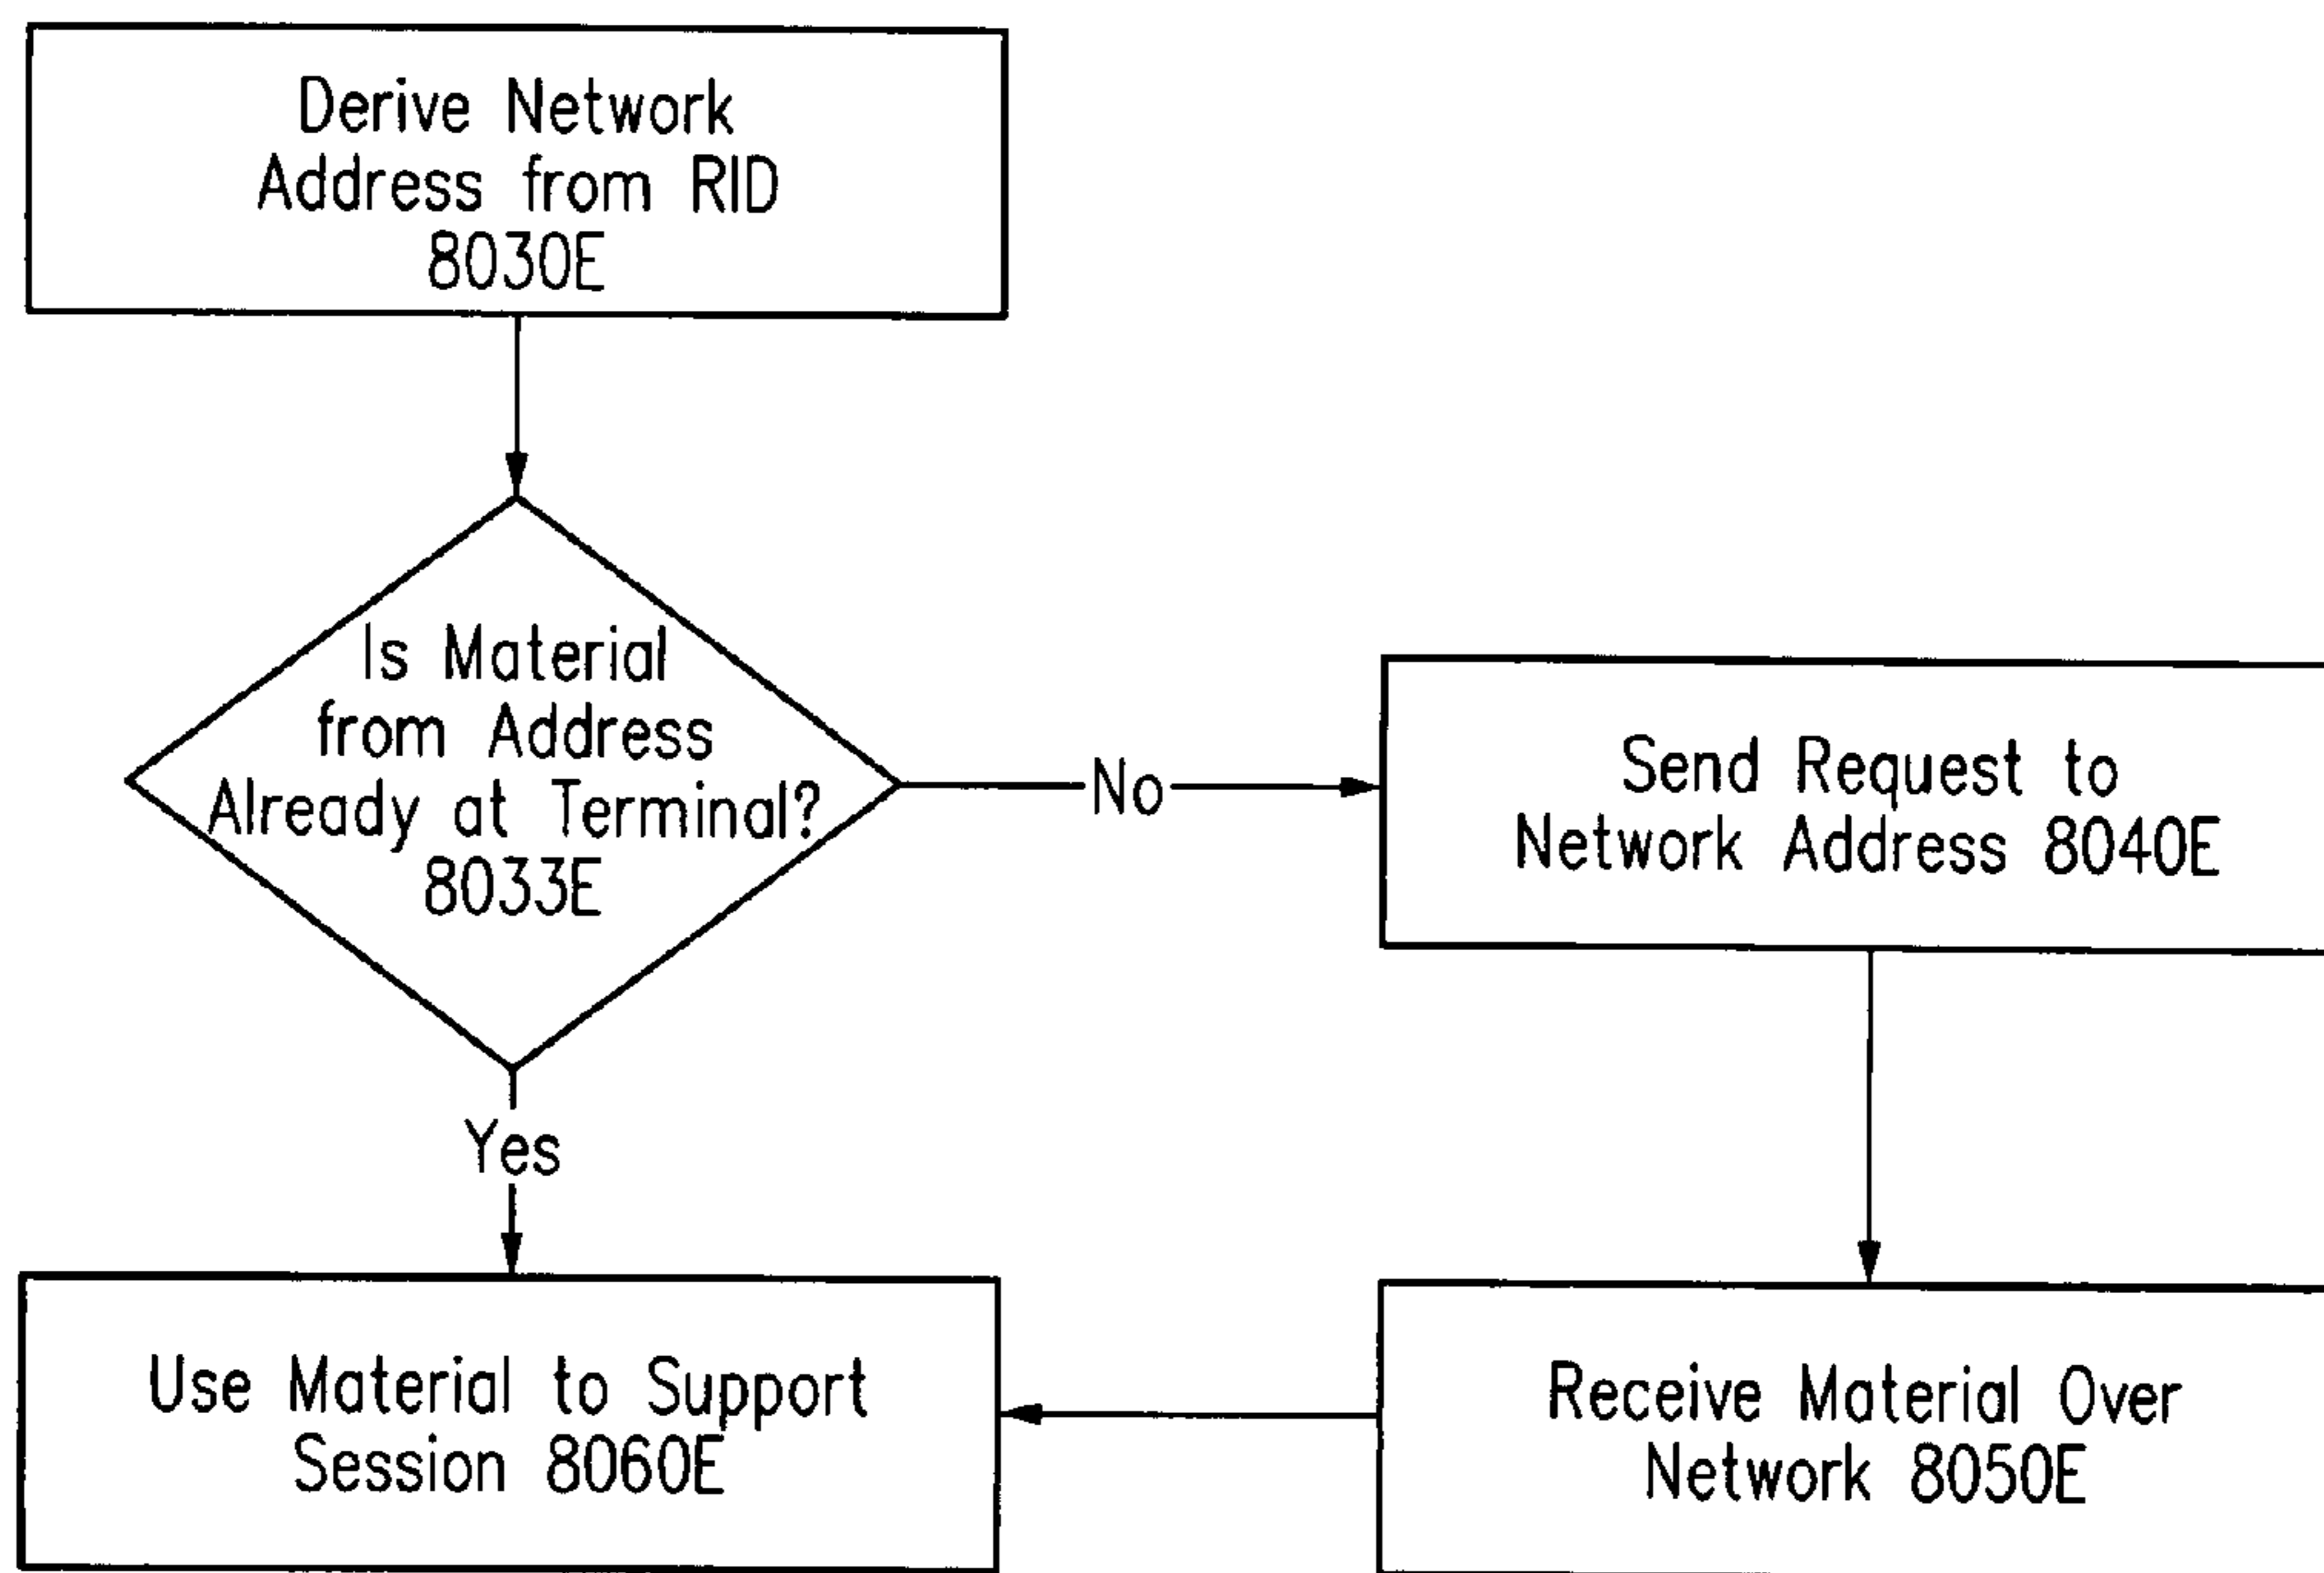 Derive Network
Address from RID
8030E
Is Material
from Address
Already at Terminal?
8033E
No
Send Request to
Network Address 8040E
Yes
Use Material to Support
Session 8060E
Receive Material Over
Network 8050E